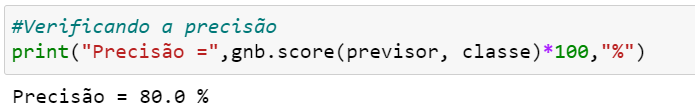 #Verificando a precisão
print("Precisão =",gnb.score(previsor, classe)*100,"%")
Precisão = 80.0 %